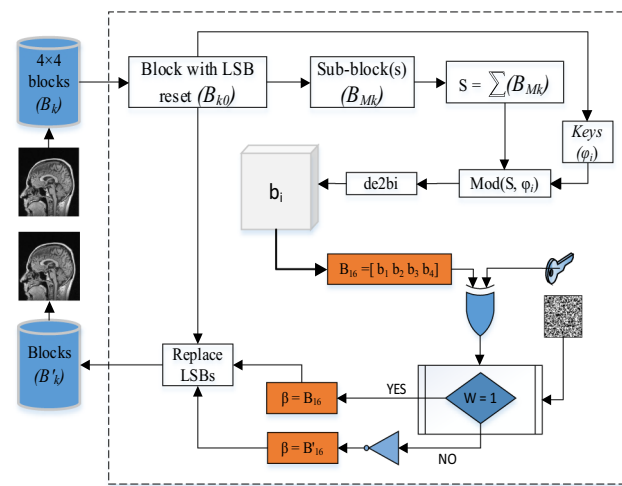 4×4
blocks
(Bk)
Block with LSB
reset (Bk0)
Sub-block(s)
(BMk)
S = ∑(BMk)
Keys
(φi)
Mod(S, φi)
de2bi
bi
B16 =[ b1 b2 b3 b4]
Blocks
(B'k)
Replace
LSBs
β = B16
YES
W = 1
β = B'16
NO